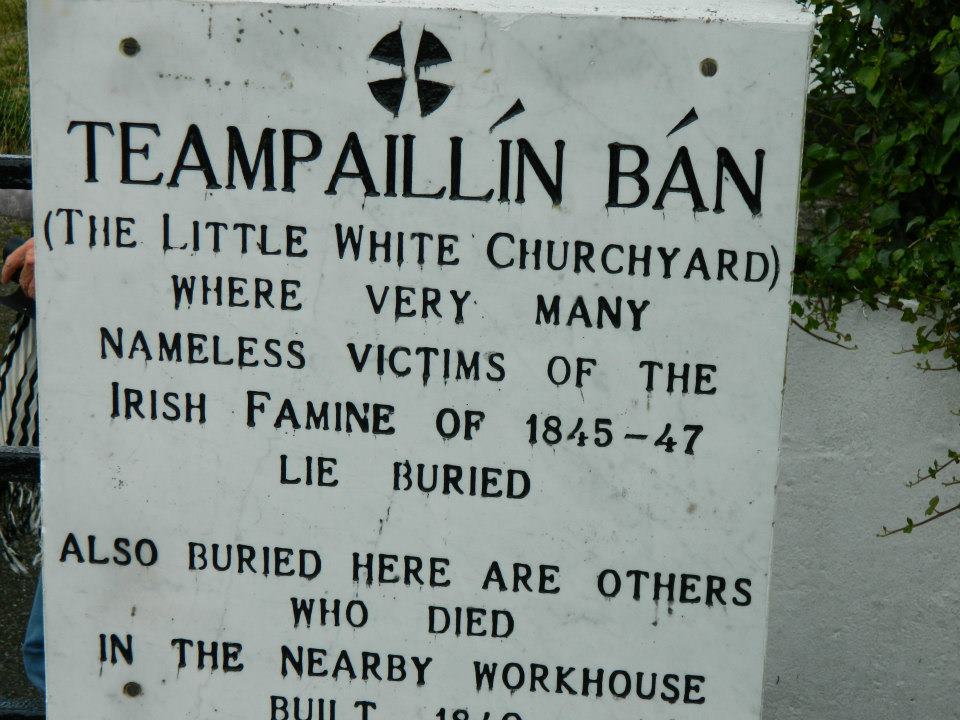 TEAMPAILLÍN BÁN
(THE LITTLE WHITE CHURCHYARD)
WHERE VERY MANY
NAMELESS VICTIMS OF THE
IRISH FAMINE OF 1845-47
LIE BURIED
ALSO BURIED HERE ARE OTHERS
WHO DIED
IN THE NEARBY WORKHOUSE
BUILT